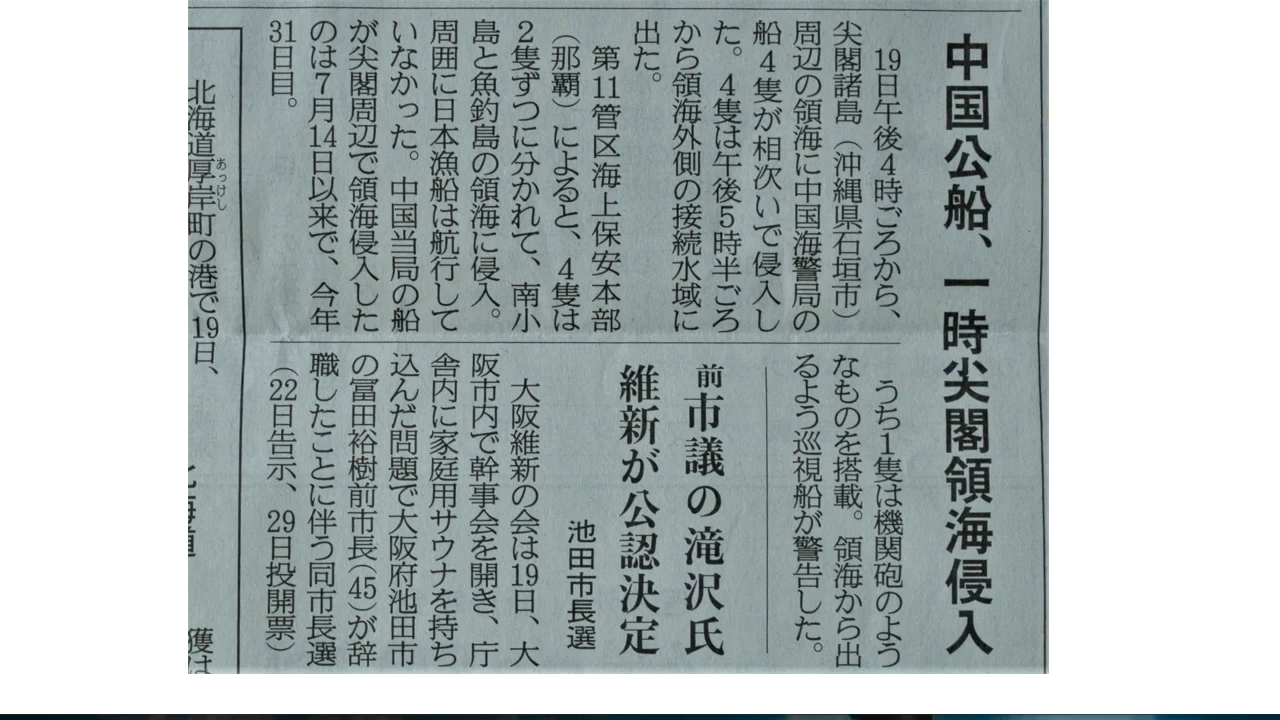 中国公船、一時尖閣領海侵入
19日午後4時ごろから、
尖閣諸島（沖縄県石垣市）
周辺の領海に中国海警局の
船4隻が相次いで侵入し
た。4隻は午後5時半ごろ
から領海外側の接続水域に
出た。
第11管区海上保安本部
（那覇）によると、4隻は
2隻ずつに分かれて、南小
島と魚釣島の領海に侵入。
周囲に日本漁船は航行して
いなかった。中国当局の船
が尖閣周辺で領海侵入した
のは7月14日以来で、今年
31日目。
うち1隻は機関砲のよう
なものを搭載。領海から出
るよう巡視船が警告した。
前市議の滝沢氏
維新が公認決定
池田市長選
大阪維新の会は19日、大
阪市内で幹事会を開き、庁
舎内に家庭用サウナを持ち
込んだ問題で大阪府池田市
の冨田裕樹前市長（45）が辞
職したことに伴う同市長選
（22日告示、29日投開票）
北海道厚岸町の港で19日、
あっけし
獲は